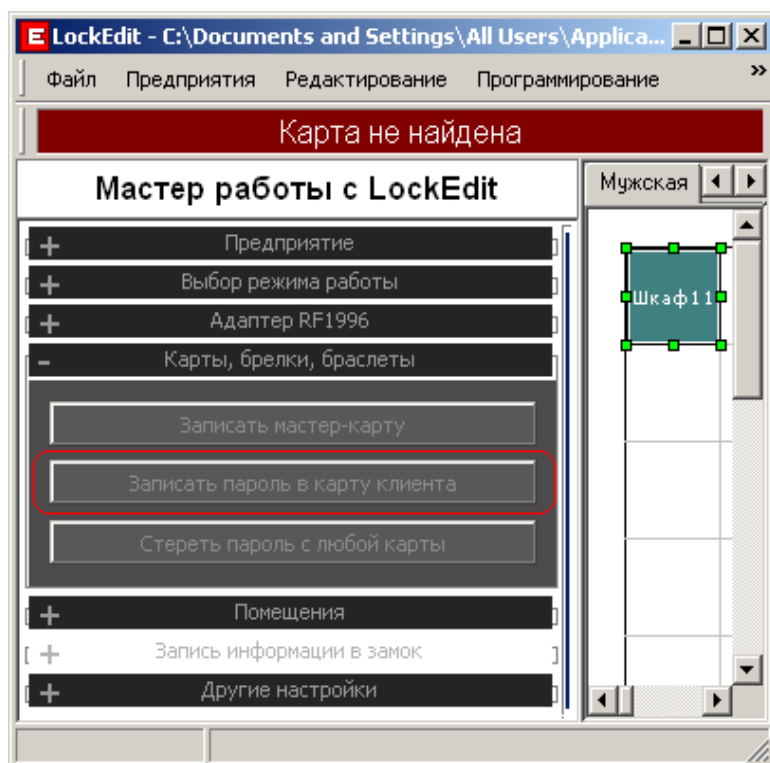 E LockEdit - C:\Documents and Settings\All Users\Applica...
Файл Предприятия Редактирование Программирование »
Карта не найдена
Мастер работы с LockEdit
Мужская
+ Предприятие
+ Выбор режима работы
+ Адаптер RF1996
- Карты, брелки, браслеты
Записать мастер-карту
Записать пароль в карту клиента
Стереть пароль с любой карты
+ Помещения
+ Запись информации в замок
+ Другие настройки
Шкаф11